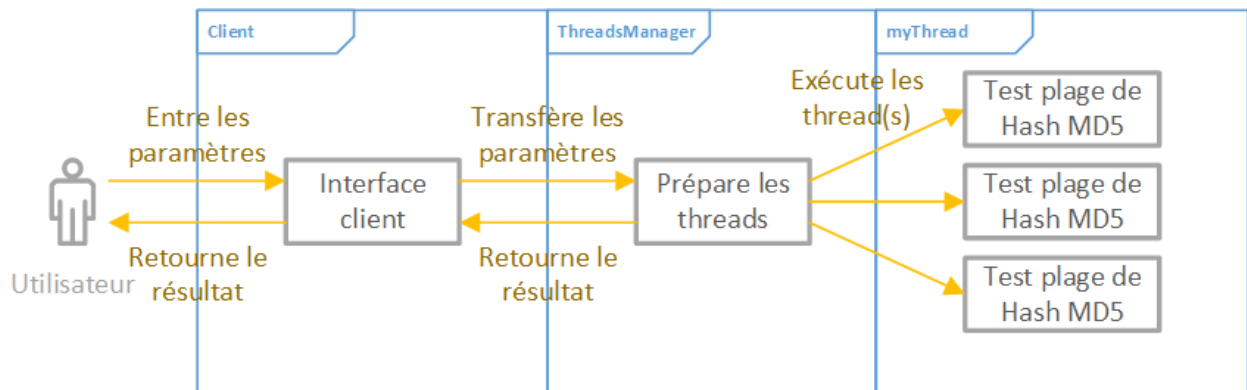 Client
ThreadsManager
myThread
Entre les
paramètres
Transfère les
paramètres
Exécute les
thread(s)
Test plage de
Hash MD5
Interface
client
Prépare les
threads
Test plage de
Hash MD5
Retourne le
résultat
Retourne le
résultat
Test plage de
Hash MD5
Utilisateur